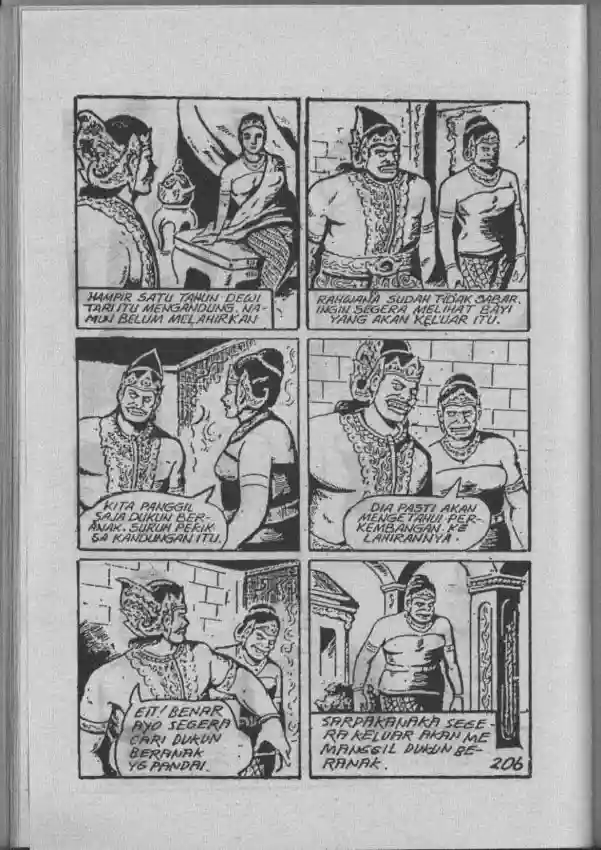 HAMPIR SATU TAHUN DEWI
TARI ITU MENGANDUNG. NA-
MUN BELUM MELAHIRKAN
RAHWANA SUDAH TIDAK SABAR.
INGIN SEGERA MELIHAT BAYI
YANG AKAN KELUAR ITU.
KITA PANGGIL
SAJA DUKUN BER-
ANAK. SURUH PERIK
SA KANDUNGAN ITU.
DIA PASTI AKAN
MENGETAHUI PER-
KEMBANGAN KE
LAHIRANNYA.
EIT! BENAR
AYO SEGERA
CARI DUKUN
BERANAK
YG PANDAI.
SARPAKANAKA SEGE-
RA KELUAR AKAN ME
MANGGIL DUKUN BE-
RANAK.
206